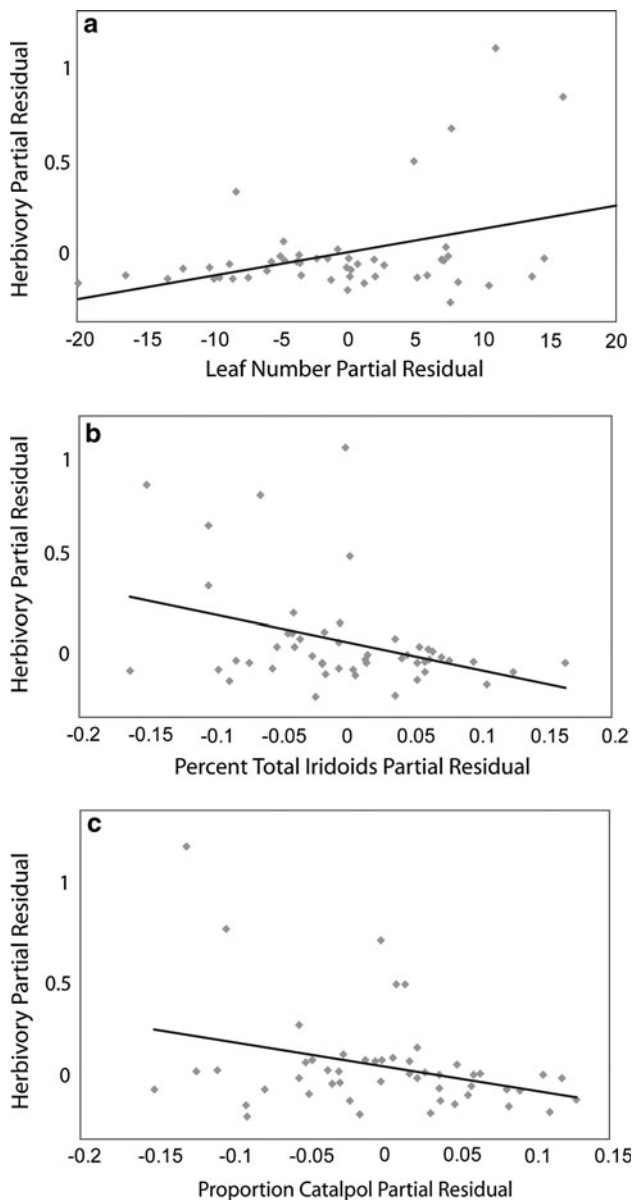 a
1
0.5
0
Herbivory Partial Residual
-20 -15 -10 -5 0 5 10 15 20
Leaf Number Partial Residual
b
1
0.5
0
Herbivory Partial Residual
-0.2 -0.15 -0.1 -0.05 0 0.05 0.1 0.15 0.2
Percent Total Iridoids Partial Residual
c
1
0.5
0
Herbivory Partial Residual
-0.2 -0.15 -0.1 -0.05 0 0.05 0.1 0.15
Proportion Catalpol Partial Residual